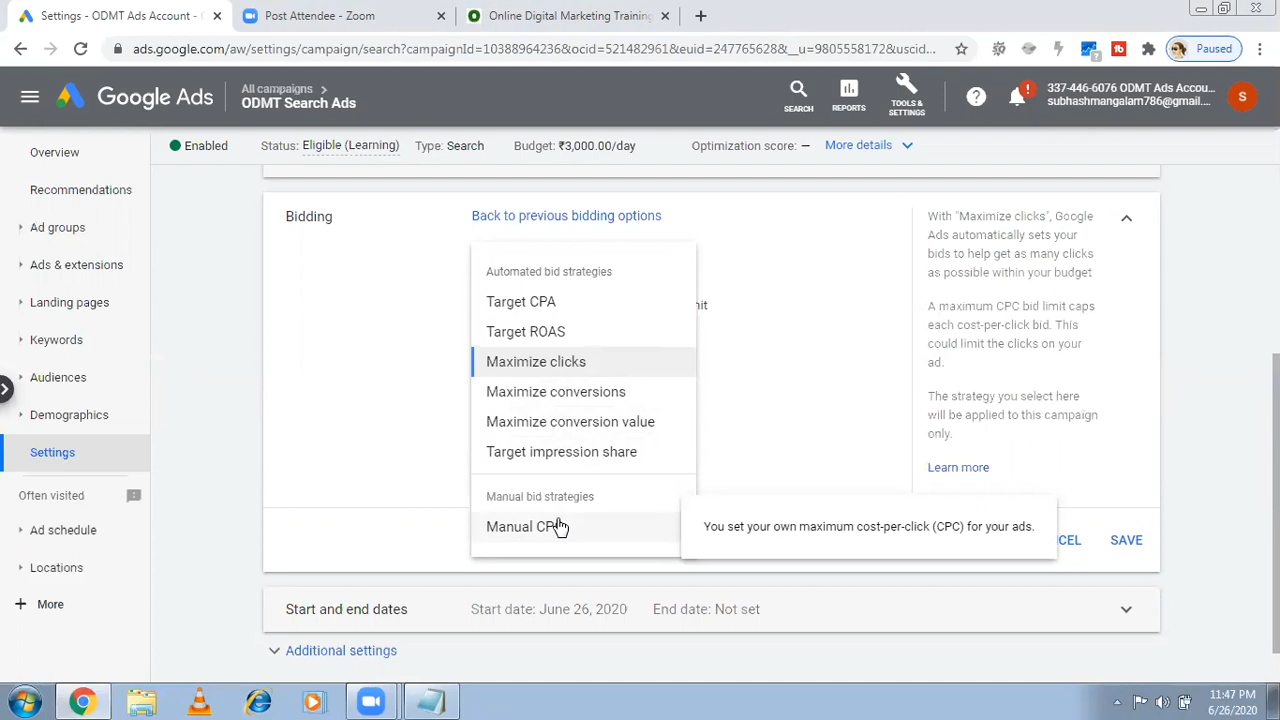 Settings - ODMT Ads Account - G
Post Attendee - Zoom
Online Digital Marketing Training
ads.google.com/aw/settings/campaign/search?campaignId=10388964236&ocid=521482961&euid=247765628&__u=9805558172&uscid...
Paused
Google Ads
All campaigns
ODMT Search Ads
SEARCH
REPORTS
TOOLS &
SETTINGS
337-446-6076 ODMT Ads Accou...
subhashmangalam786@gmail....
S
Enabled
Status: Eligible (Learning)
Type: Search
Budget: ₹3,000.00/day
Optimization score: –
More details
Overview
Recommendations
Ad groups
Ads & extensions
Landing pages
Keywords
Audiences
Demographics
Settings
Often visited
Ad schedule
Locations
More
Bidding
Back to previous bidding options
Automated bid strategies
Target CPA
Target ROAS
Maximize clicks
Maximize conversions
Maximize conversion value
Target impression share
Manual bid strategies
Manual CP
You set your own maximum cost-per-click (CPC) for your ads.
nit
With "Maximize clicks", Google
Ads automatically sets your
bids to help get as many clicks
as possible within your budget
A maximum CPC bid limit caps
each cost-per-click bid. This
could limit the clicks on your
ad.
The strategy you select here
will be applied to this campaign
only.
Learn more
CEL
SAVE
Start and end dates
Start date: June 26, 2020
End date: Not set
Additional settings
11:47 PM
6/26/2020